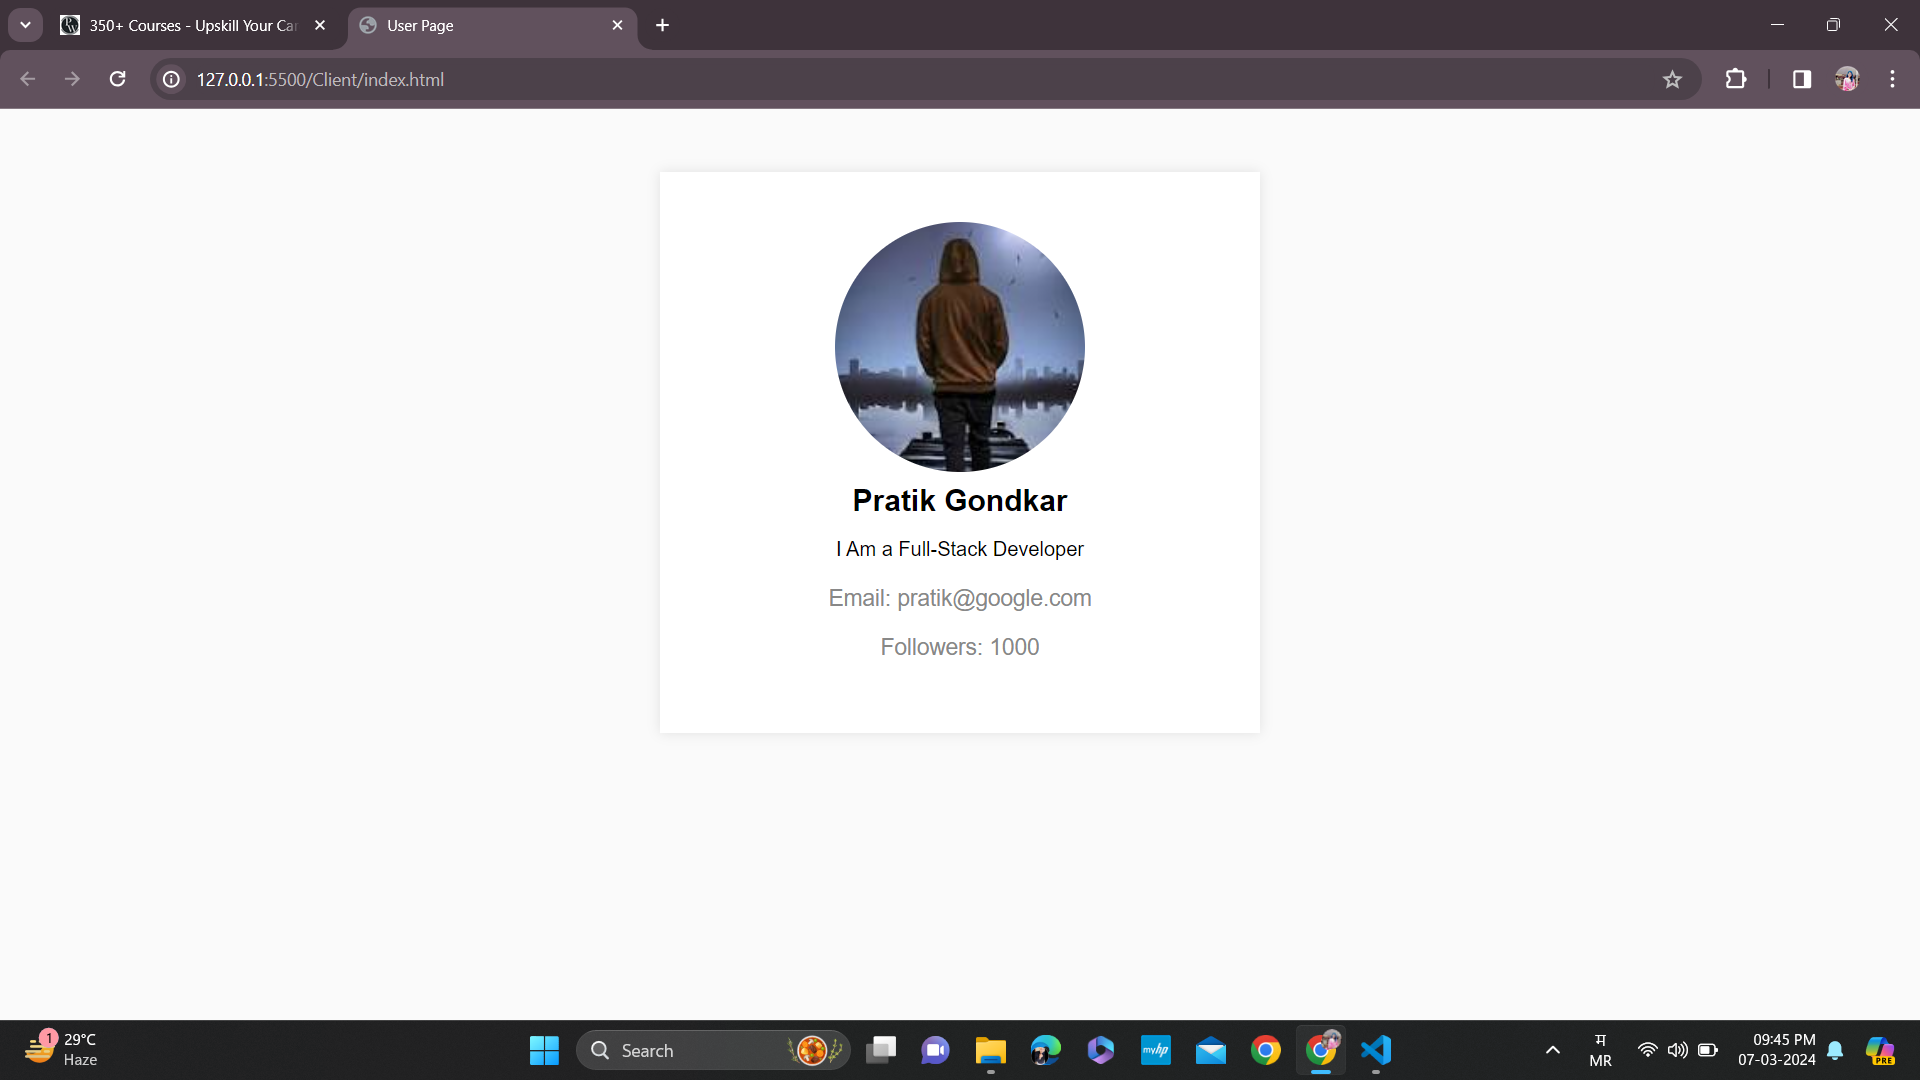 350+ Courses - Upskill Your Car
User Page
127.0.0.1:5500/Client/index.html
Pratik Gondkar
I Am a Full-Stack Developer
Email: pratik@google.com
Followers: 1000
1
29°C
Haze
Search
myhp
म
MR
09:45 PM
07-03-2024
PRE